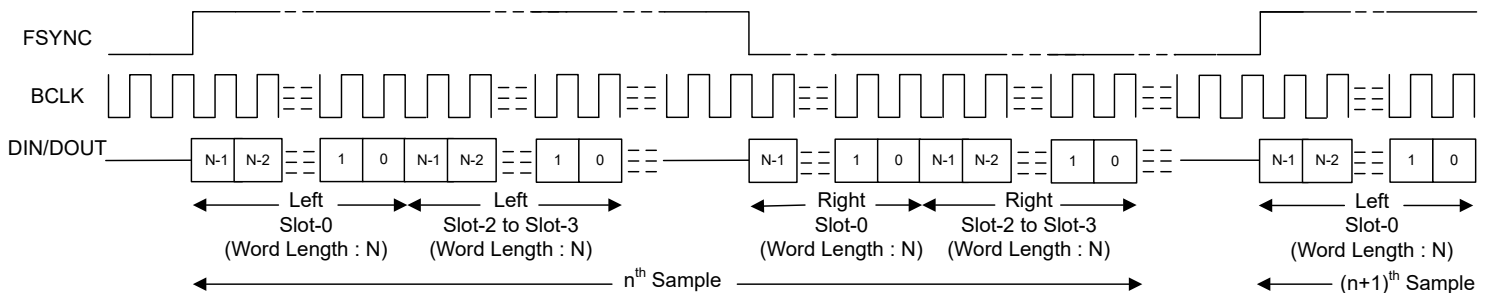 FSYNC
BCLK
DIN/DOUT
N-1 N-2 1 0 N-1 N-2 1 0 N-1 1 0 N-1 N-2 1 0 N-1 N-2 1 0
Left Left Right Right Left
Slot-0 Slot-2 to Slot-3 Slot-0 Slot-2 to Slot-3 Slot-0
(Word Length : N) (Word Length : N) (Word Length : N) (Word Length : N) (Word Length : N)
nth Sample (n+1)th Sample